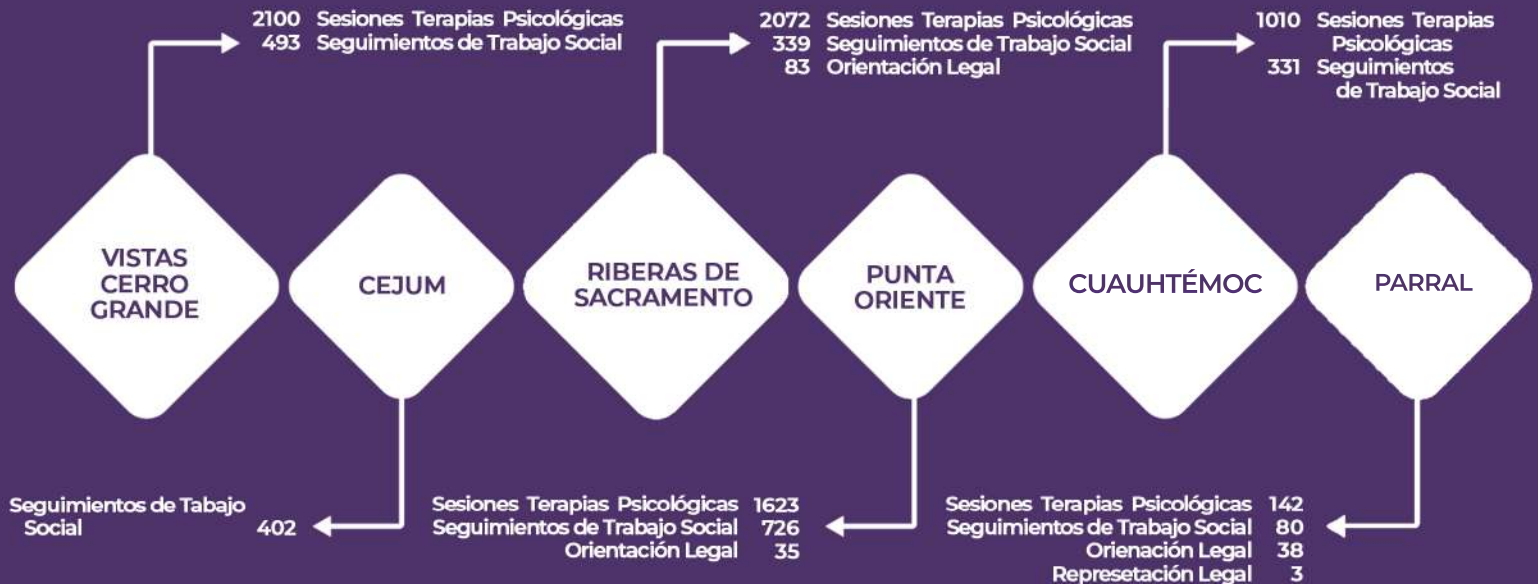 2100 Sesiones Terapias Psicológicas
493 Seguimientos de Trabajo Social
2072 Sesiones Terapias Psicológicas
339 Seguimientos de Trabajo Social
83 Orientación Legal
1010 Sesiones Terapias
Psicológicas
331 Seguimientos
de Trabajo Social
VISTAS
CERRO
GRANDE
CEJUM
RIBERAS DE
SACRAMENTO
PUNTA
ORIENTE
CUAUHTÉMOC
PARRAL
Seguimientos de Tabajo
Social 402
Sesiones Terapias Psicológicas 1623
Seguimientos de Trabajo Social 726
Orientación Legal 35
Sesiones Terapias Psicológicas 142
Seguimientos de Trabajo Social 80
Orienación Legal 38
Represetación Legal 3